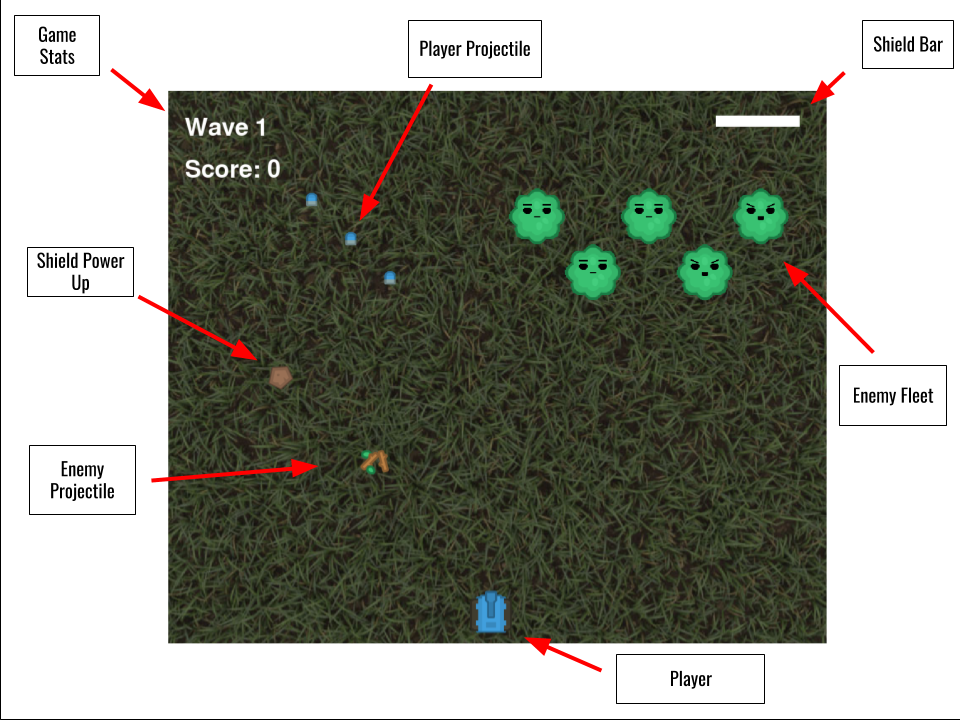 Game
Stats
Player Projectile
Shield Bar
Wave 1
Score: 0
Shield Power
Up
Enemy Fleet
Enemy
Projectile
Player